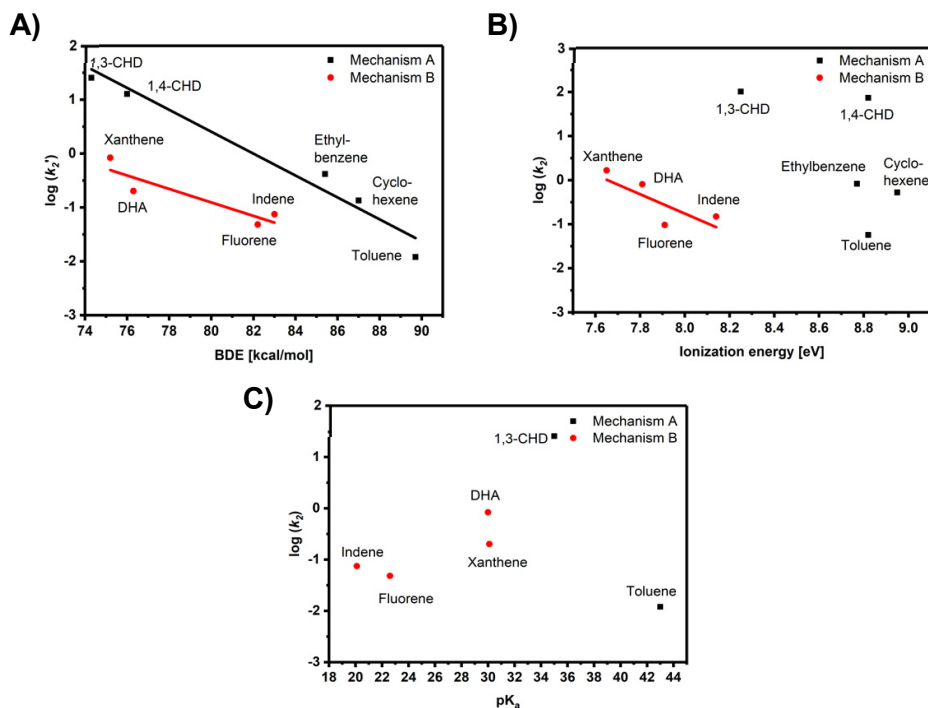 A)
2
1
0
-1
-2
-3
log (k₂')
1,3-CHD
1,4-CHD
Mechanism A
Mechanism B
Xanthene
DHA
Ethyl-
benzene
Cyclo-
hexene
Indene
Fluorene
Toluene
74 76 78 80 82 84 86 88 90
BDE [kcal/mol]
B)
3
2
1
0
-1
-2
-3
log (k₂)
Mechanism A
Mechanism B
1,3-CHD
1,4-CHD
Xanthene
DHA
Ethylbenzene
Cyclo-
hexene
Indene
Fluorene
Toluene
7.6 7.8 8.0 8.2 8.4 8.6 8.8 9.0
Ionization energy [eV]
C)
2
1
0
-1
-2
-3
log (k₂)
Mechanism A
1,3-CHD
Mechanism B
DHA
Xanthene
Indene
Fluorene
Toluene
18 20 22 24 26 28 30 32 34 36 38 40 42 44
pKₐ